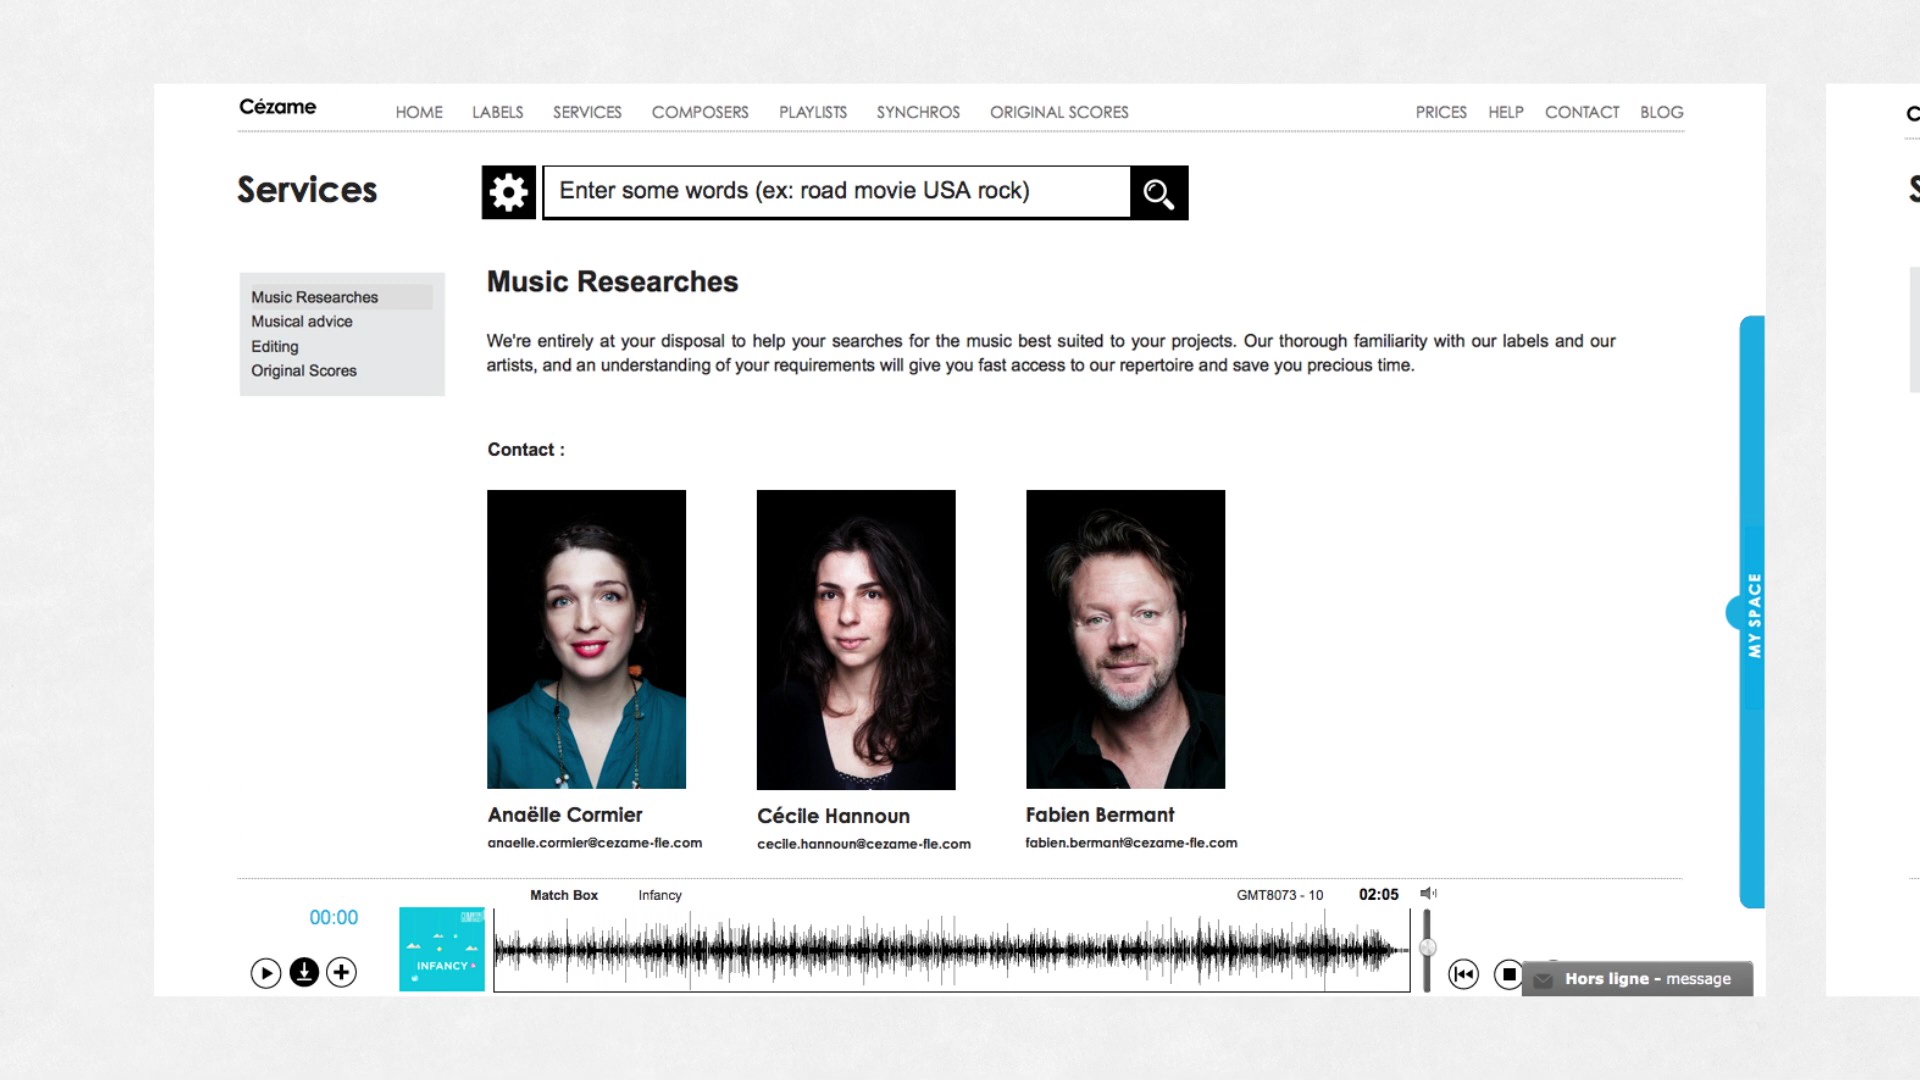 Cézame
HOME LABELS SERVICES COMPOSERS PLAYLISTS SYNCHROS ORIGINAL SCORES PRICES HELP CONTACT BLOG
Services
Enter some words (ex: road movie USA rock)
Music Researches
Musical advice
Editing
Original Scores
Music Researches
We're entirely at your disposal to help your searches for the music best suited to your projects. Our thorough familiarity with our labels and our
artists, and an understanding of your requirements will give you fast access to our repertoire and save you precious time.
Contact :
Anaëlle Cormier
anaelle.cormier@cezame-fle.com
Cécile Hannoun
cecile.hannoun@cezame-fle.com
Fabien Bermant
fabien.bermant@cezame-fle.com
MY SPACE
Match Box Infancy GMT8073 - 10 02:05
00:00
INFANCY
Hors ligne - message